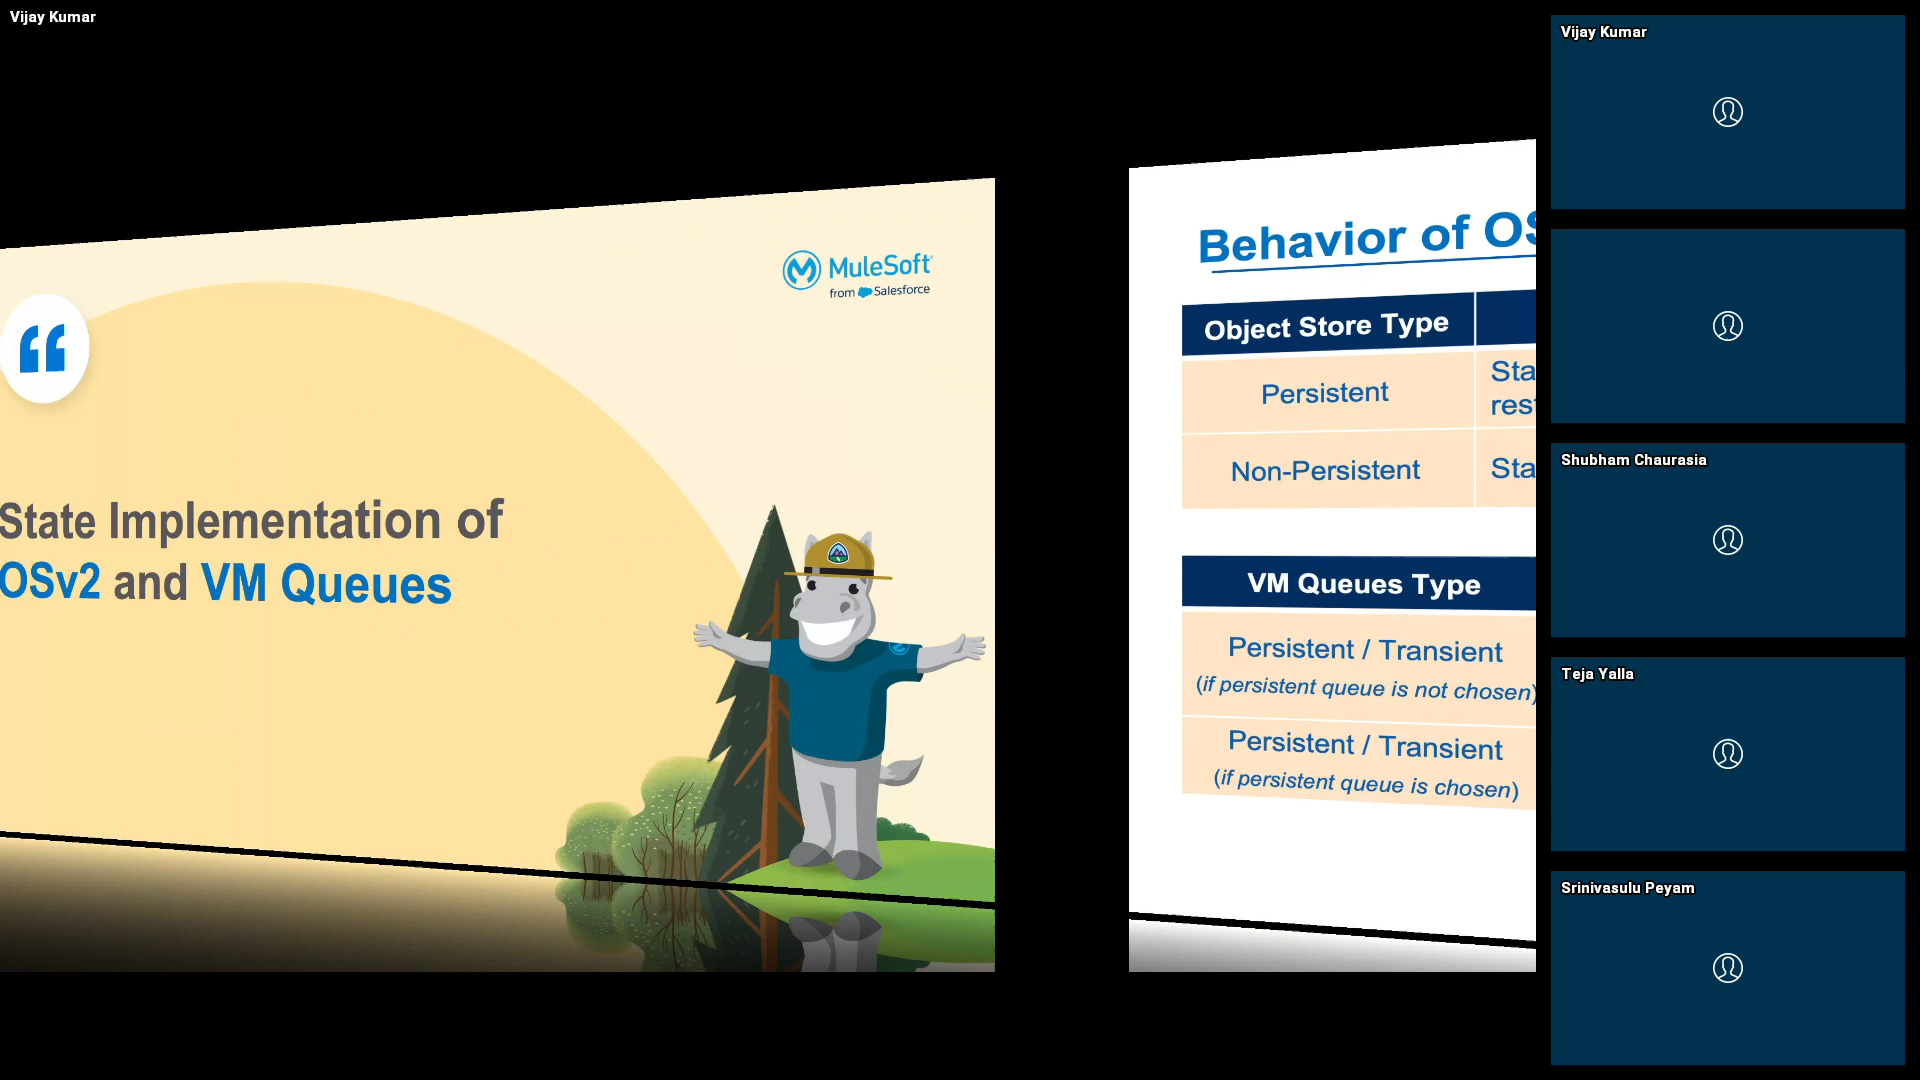 Vijay Kumar
MuleSoft
from Salesforce
State Implementation of
OSv2 and VM Queues
Behavior of
Object Store Type
Persistent
Non-Persistent
VM Queues Type
Persistent / Transient
(if persistent queue is not chosen)
Persistent / Transient
(if persistent queue is chosen)
Vijay Kumar
Shubham Chaurasia
Teja Yalla
Srinivasulu Peyam